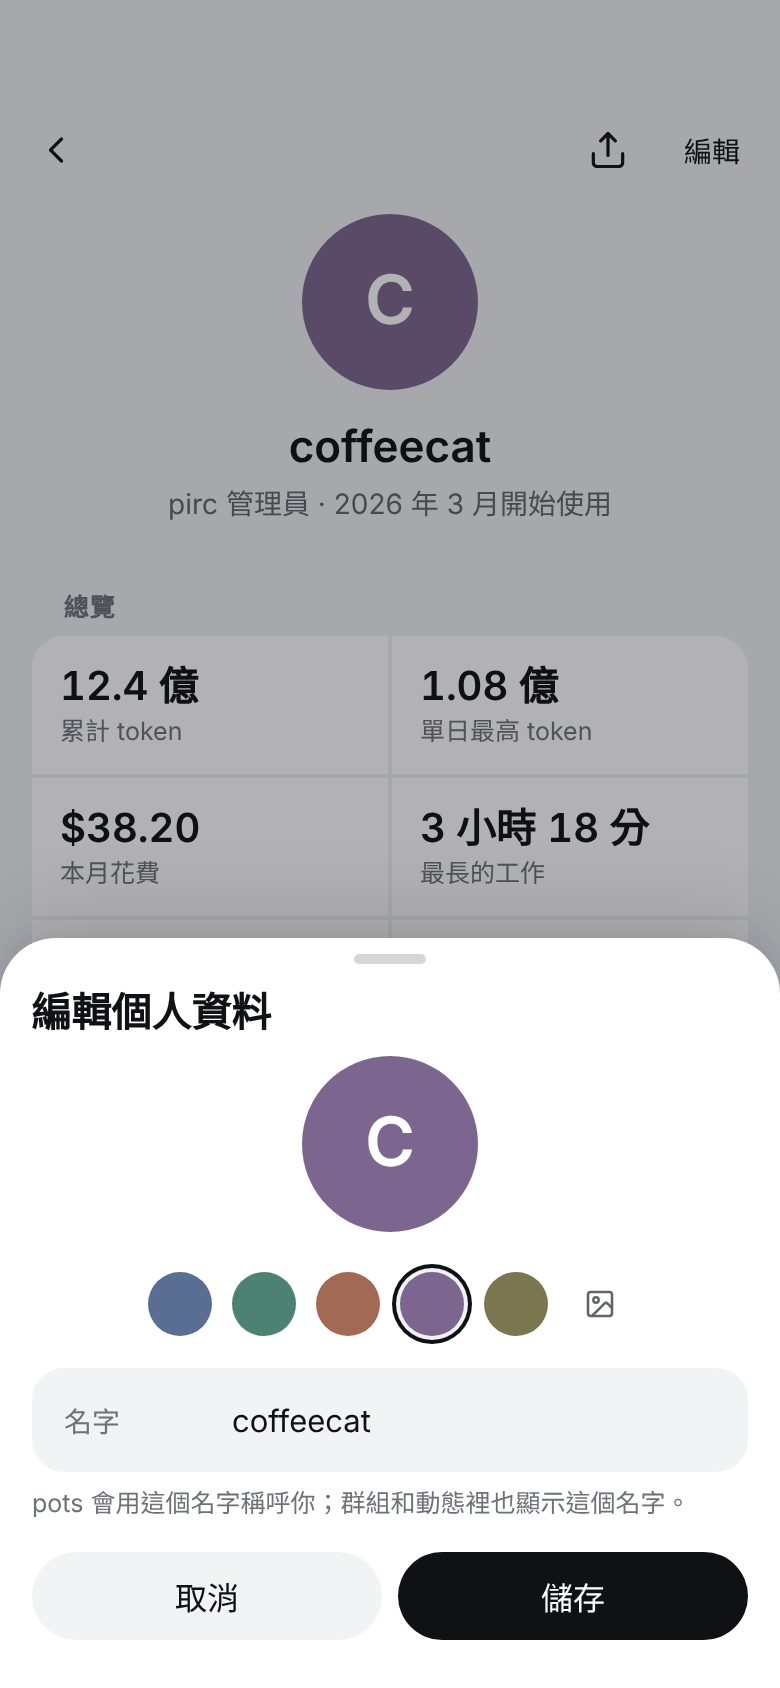 編輯
C
coffeecat
pirc 管理員 · 2026 年 3 月開始使用
總覽
12.4 億
累計 token
1.08 億
單日最高 token
$38.20
本月花費
3 小時 18 分
最長的工作
編輯個人資料
C
名字 coffeecat
pots 會用這個名字稱呼你；群組和動態裡也顯示這個名字。
取消
儲存